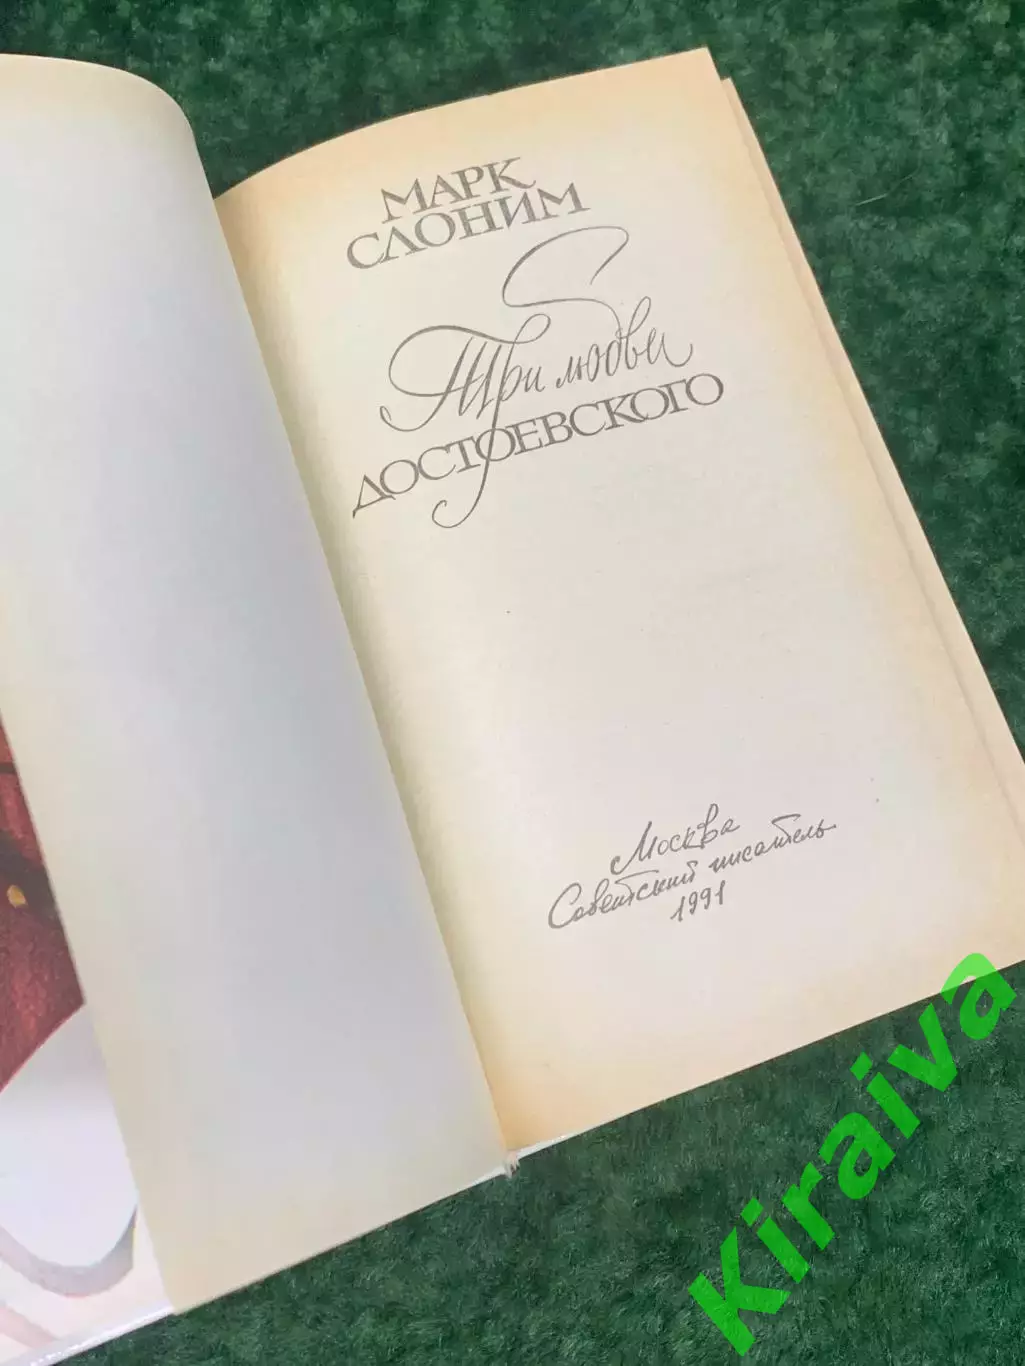 МАРК
СЛОНИМ
Три любви
ДОСТОЕВСКОГО
Москва
Советский писатель
1991
Kiraiva